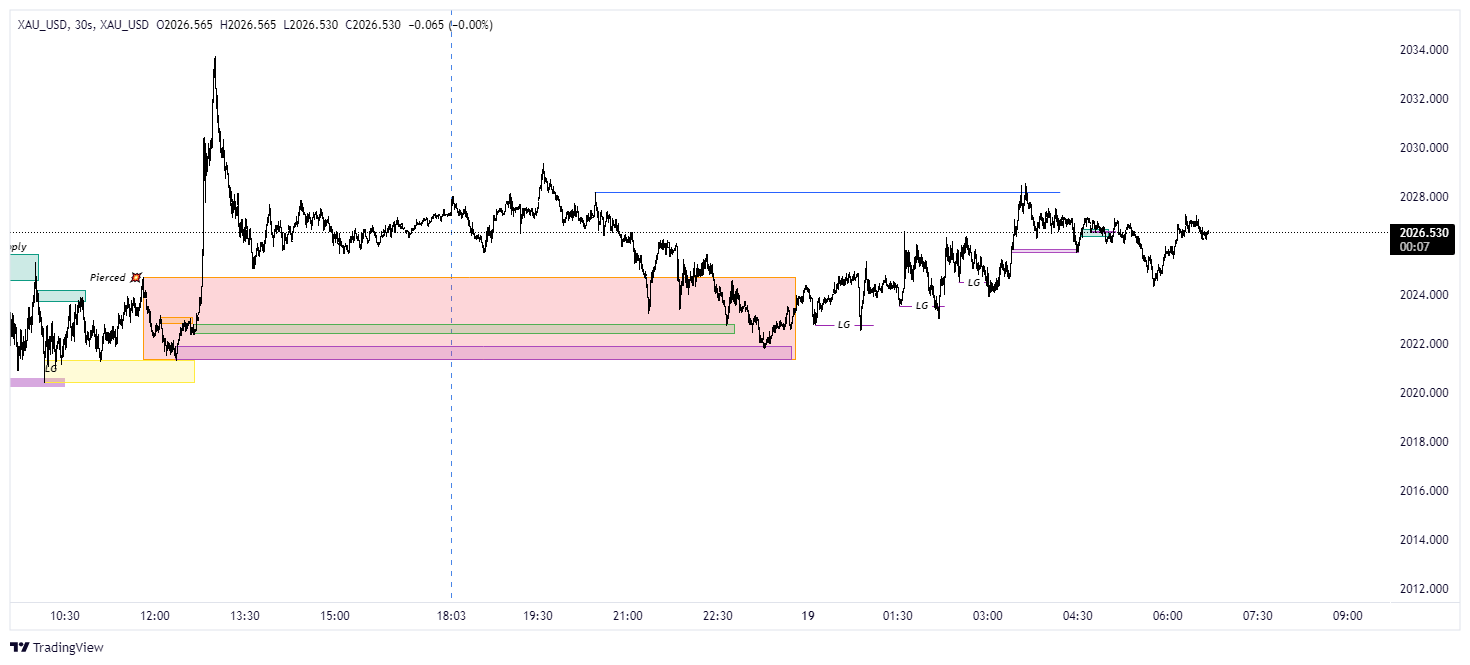 XAU_USD, 30s, XAU_USD O2026.565 H2026.565 L2026.530 C2026.530 −0.065 (−0.00%)
2034.000
2032.000
2030.000
2028.000
2026.530
00:07
2024.000
2022.000
2020.000
2018.000
2016.000
2014.000
2012.000
ply
Pierced
LG
LG
LG
LG
10:30 12:00 13:30 15:00 18:03 19:30 21:00 22:30 19 01:30 03:00 04:30 06:00 07:30 09:00
TradingView